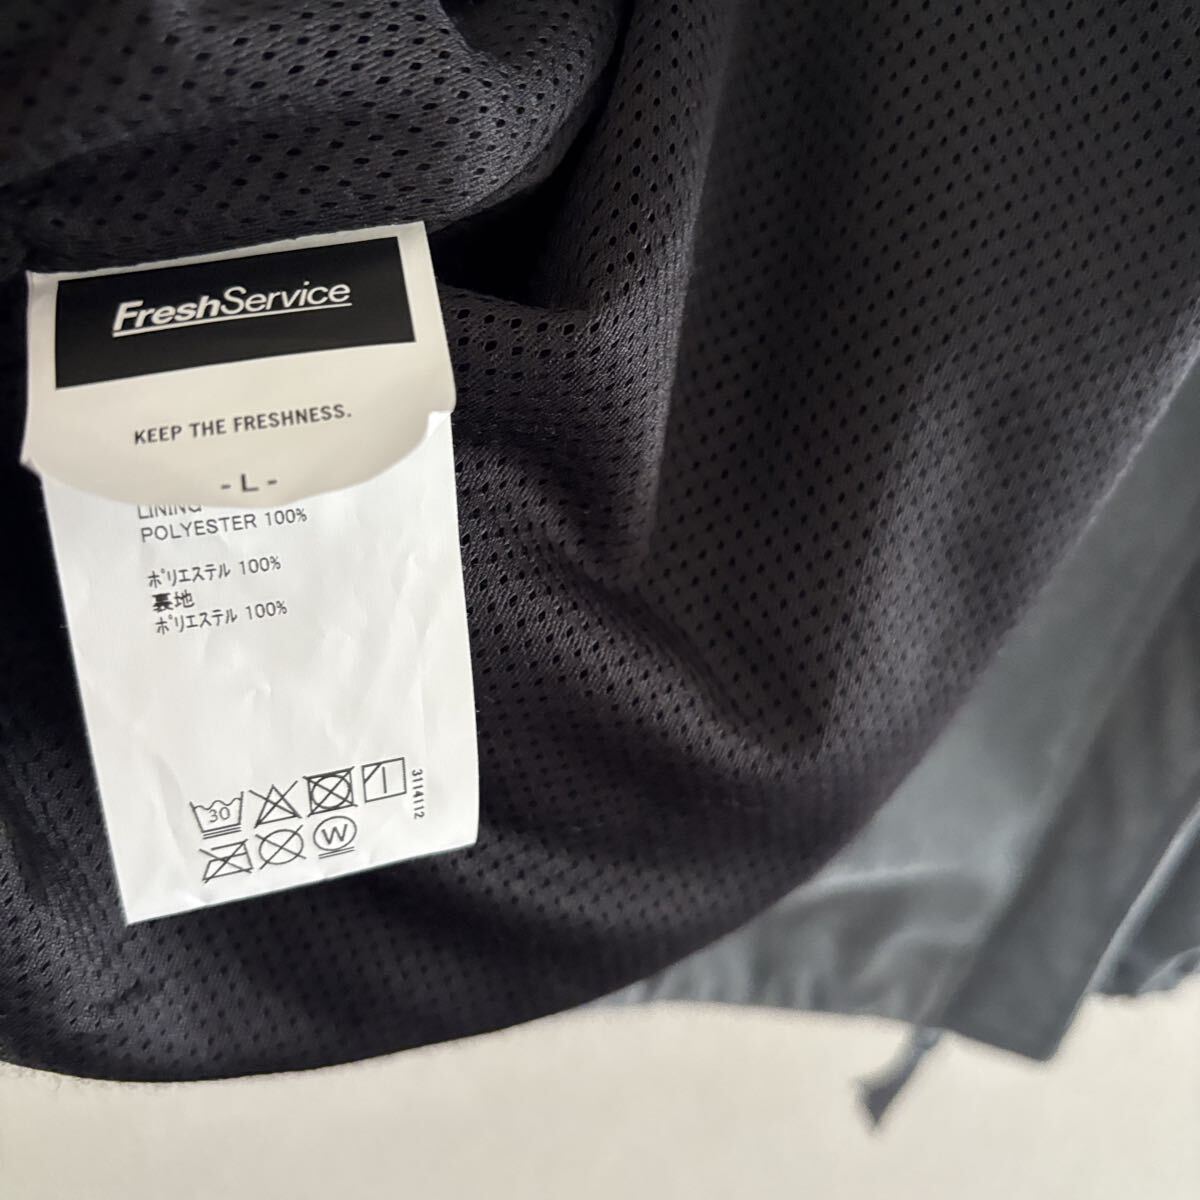 FreshService
KEEP THE FRESHNESS.
- L -
LINING
POLYESTER 100%
ﾎﾟﾘｴｽﾃﾙ 100%
裏地
ﾎﾟﾘｴｽﾃﾙ 100%
30
W
3114112